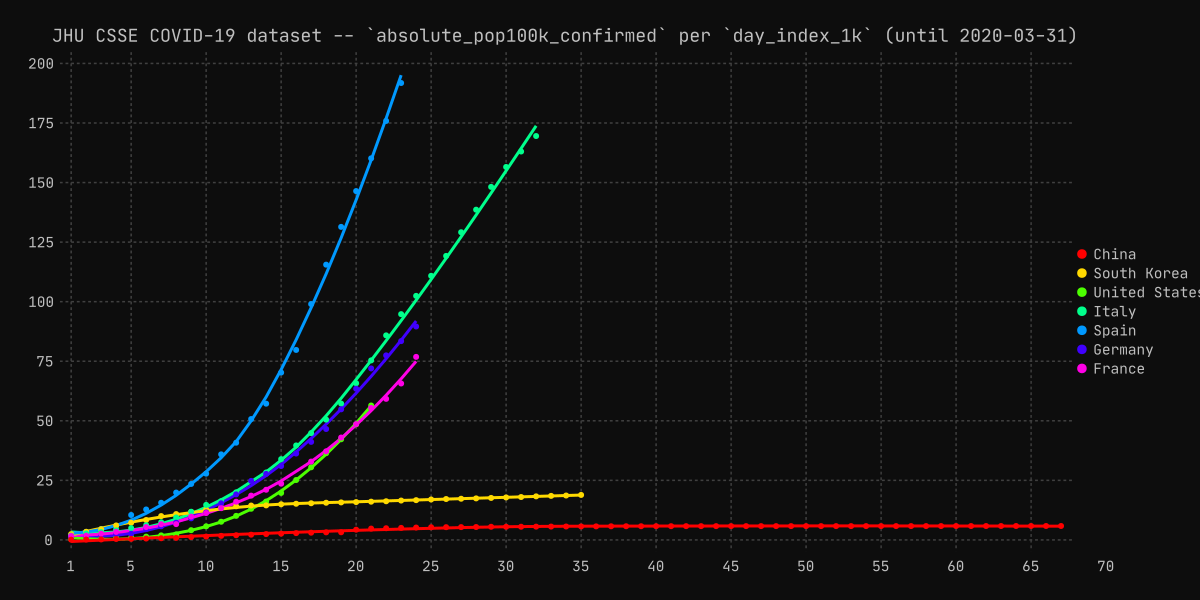 JHU CSSE COVID-19 dataset -- `absolute_pop100k_confirmed` per `day_index_1k` (until 2020-03-31)
200
175
150
125
100
75
50
25
0
1 5 10 15 20 25 30 35 40 45 50 55 60 65 70
China
South Korea
United States
Italy
Spain
Germany
France